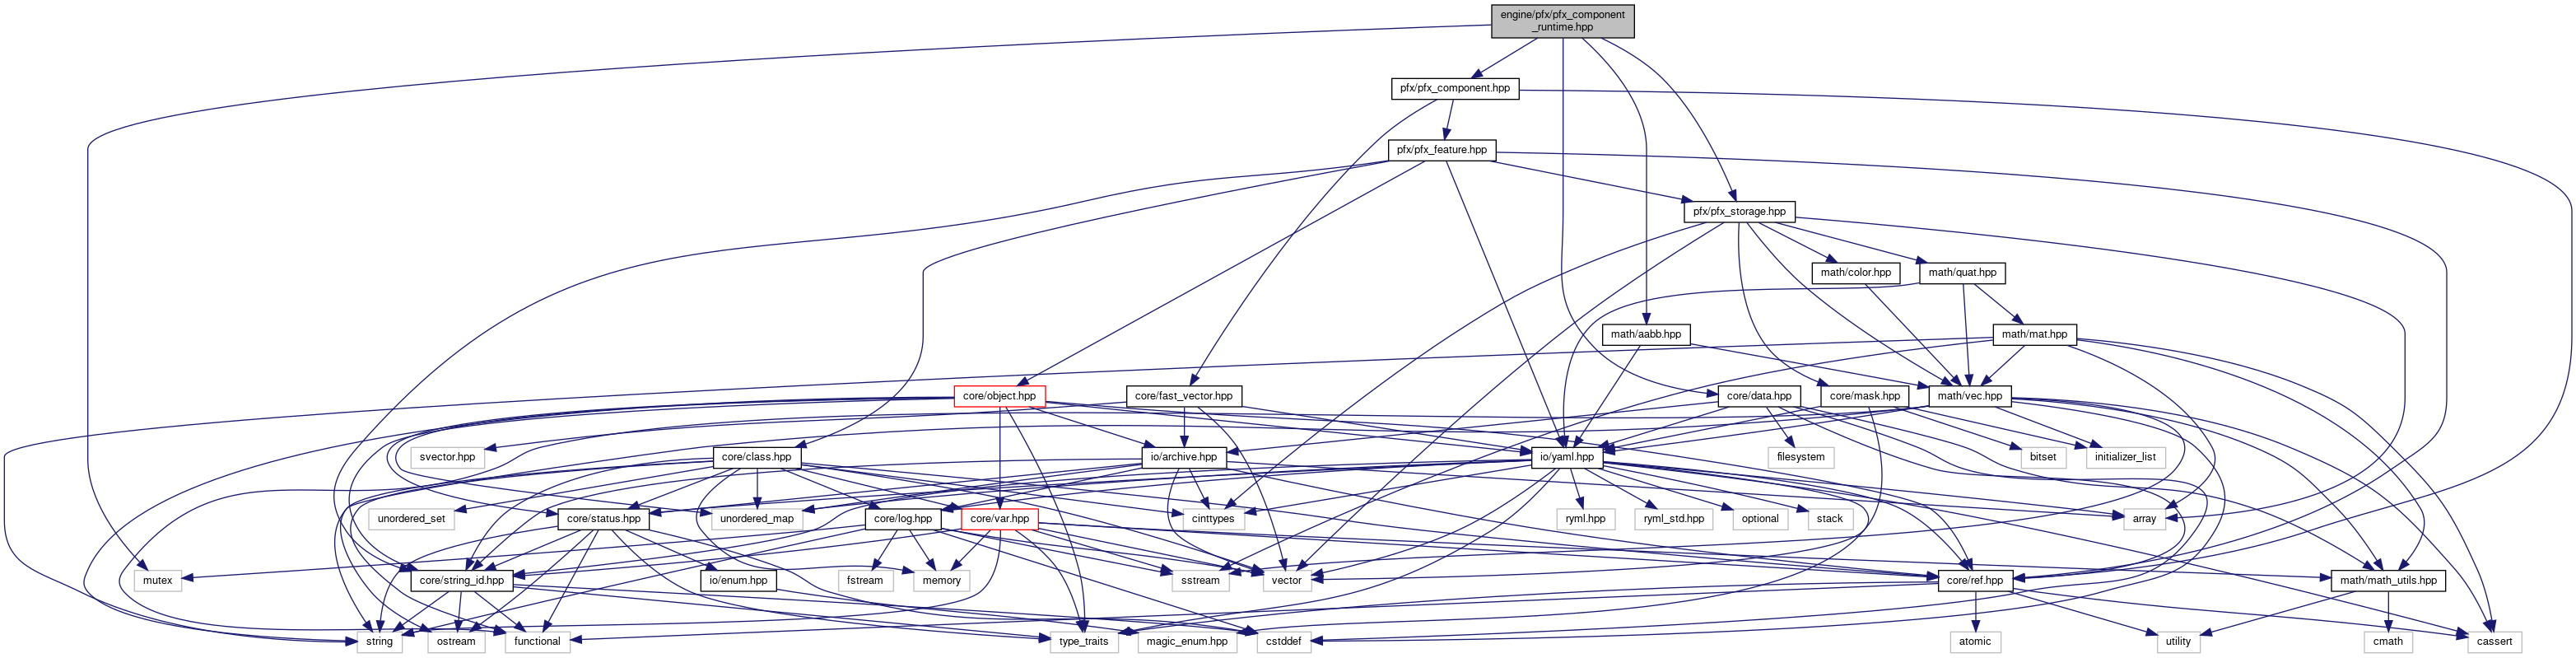 engine/pfx/pfx_component
_runtime.hpp
pfx/pfx_component.hpp
pfx/pfx_feature.hpp
pfx/pfx_storage.hpp
math/color.hpp
math/quat.hpp
math/aabb.hpp
math/mat.hpp
core/object.hpp
core/fast_vector.hpp
core/data.hpp
core/mask.hpp
math/vec.hpp
svector.hpp
core/class.hpp
io/archive.hpp
io/yaml.hpp
filesystem
bitset
initializer_list
unordered_set
core/status.hpp
unordered_map
core/log.hpp
core/var.hpp
cinttypes
ryml.hpp
ryml_std.hpp
optional
stack
array
mutex
core/string_id.hpp
io/enum.hpp
fstream
memory
sstream
vector
core/ref.hpp
math/math_utils.hpp
string
ostream
functional
type_traits
magic_enum.hpp
cstddef
atomic
utility
cmath
cassert